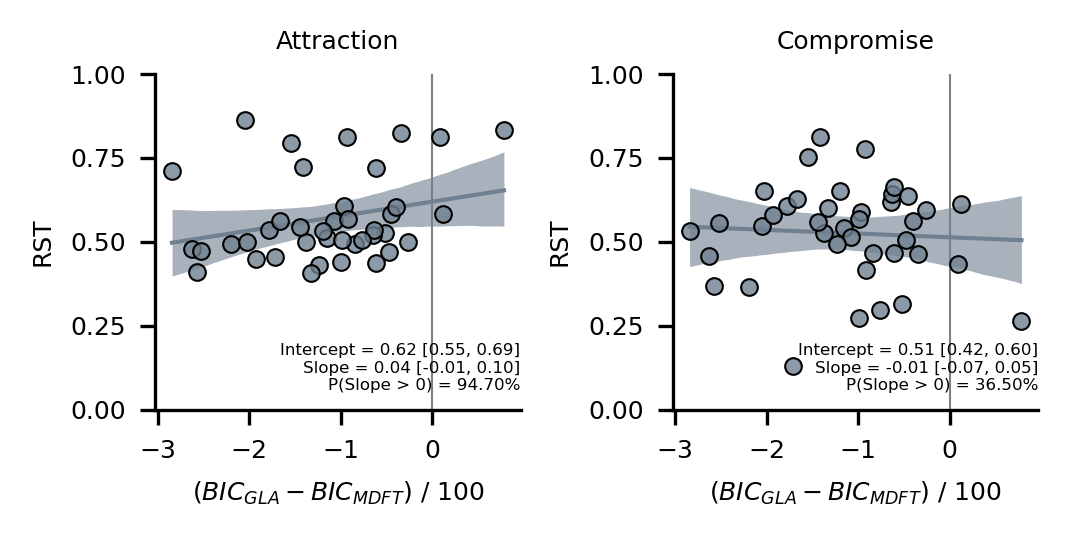 Attraction
1.00
0.75
0.50
0.25
0.00
RST
Intercept = 0.62 [0.55, 0.69]
Slope = 0.04 [-0.01, 0.10]
P(Slope > 0) = 94.70%
−3 −2 −1 0
(BIC_GLA − BIC_MDFT) / 100
Compromise
1.00
0.75
0.50
0.25
0.00
RST
Intercept = 0.51 [0.42, 0.60]
Slope = -0.01 [-0.07, 0.05]
P(Slope > 0) = 36.50%
−3 −2 −1 0
(BIC_GLA − BIC_MDFT) / 100